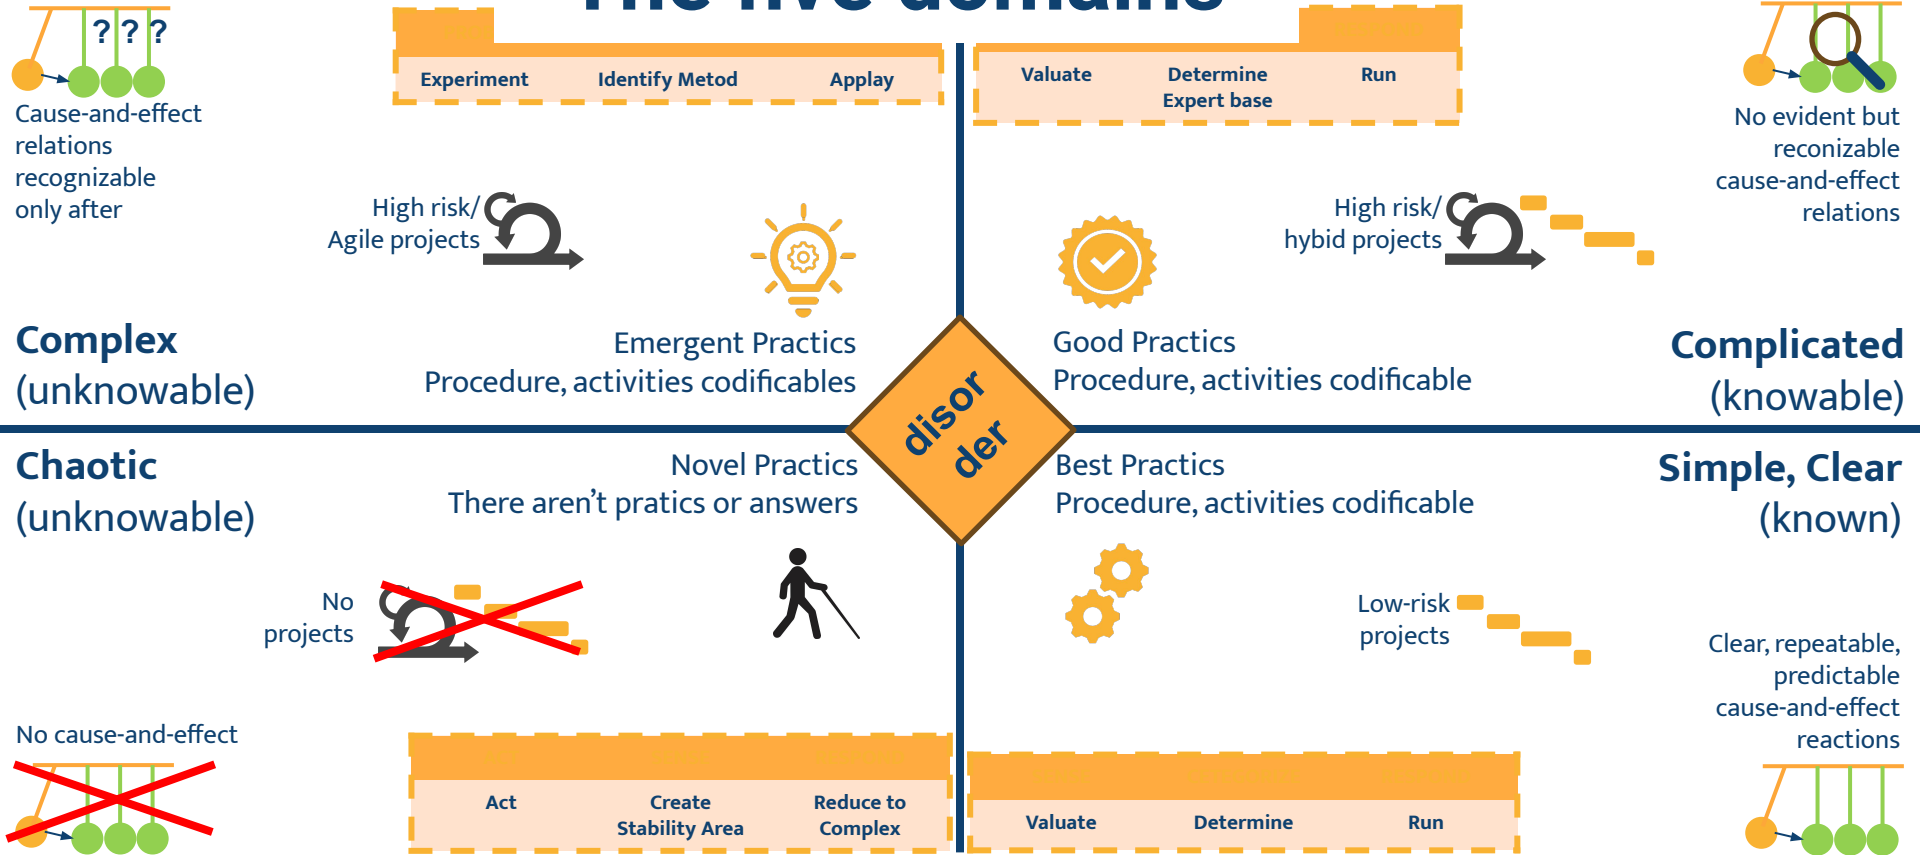 The five domains
? ? ?
Cause-and-effect
relations
recognizable
only after
Experiment Identify Metod Applay
High risk/
Agile projects
Emergent Practics
Procedure, activities codificables
Complex
(unknowable)
Valuate Determine Run
Expert base
No evident but
reconizable
cause-and-effect
relations
High risk/
hybid projects
Good Practics
Procedure, activities codificable
Complicated
(knowable)
disor
der
Chaotic
(unknowable)
Novel Practics
There aren't pratics or answers
No
projects
No cause-and-effect
Act Create Reduce to
Stability Area Complex
Best Practics
Procedure, activities codificable
Simple, Clear
(known)
Low-risk
projects
Clear, repeatable,
predictable
cause-and-effect
reactions
Valuate Determine Run